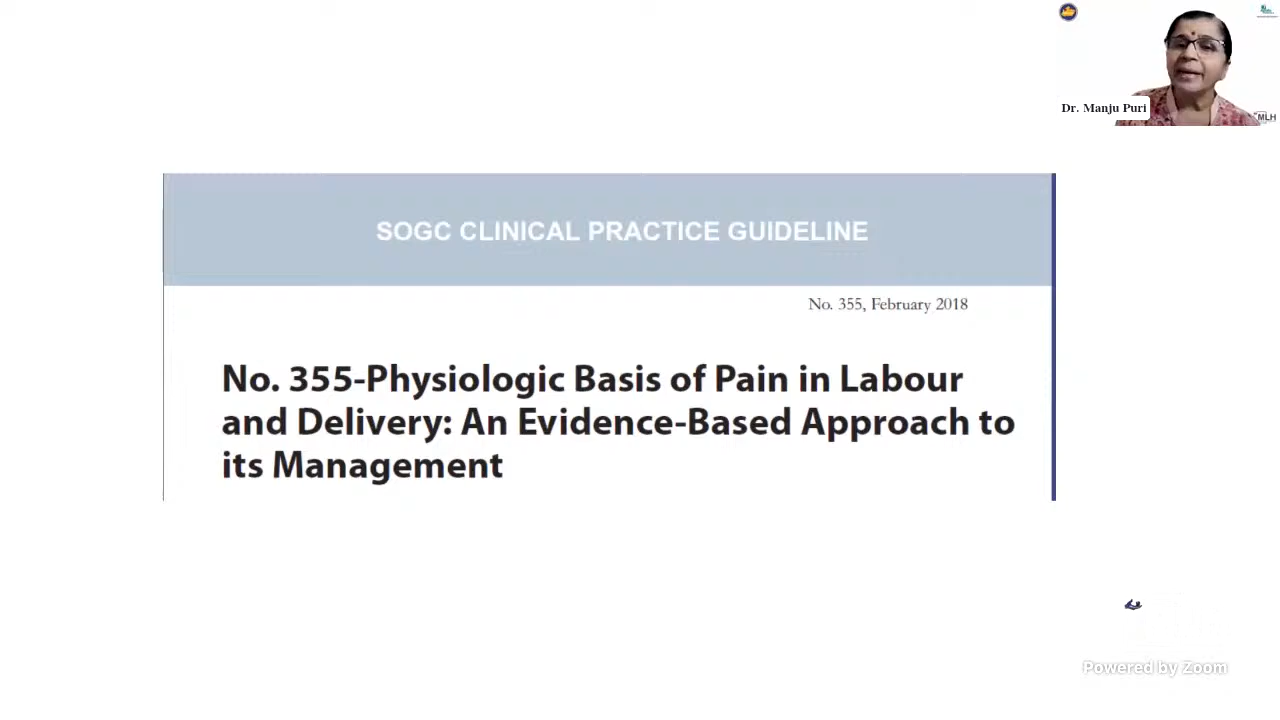 Dr. Manju Puri
MLH
SOGC CLINICAL PRACTICE GUIDELINE
No. 355, February 2018
No. 355-Physiologic Basis of Pain in Labour
and Delivery: An Evidence-Based Approach to
its Management
Powered by Zoom